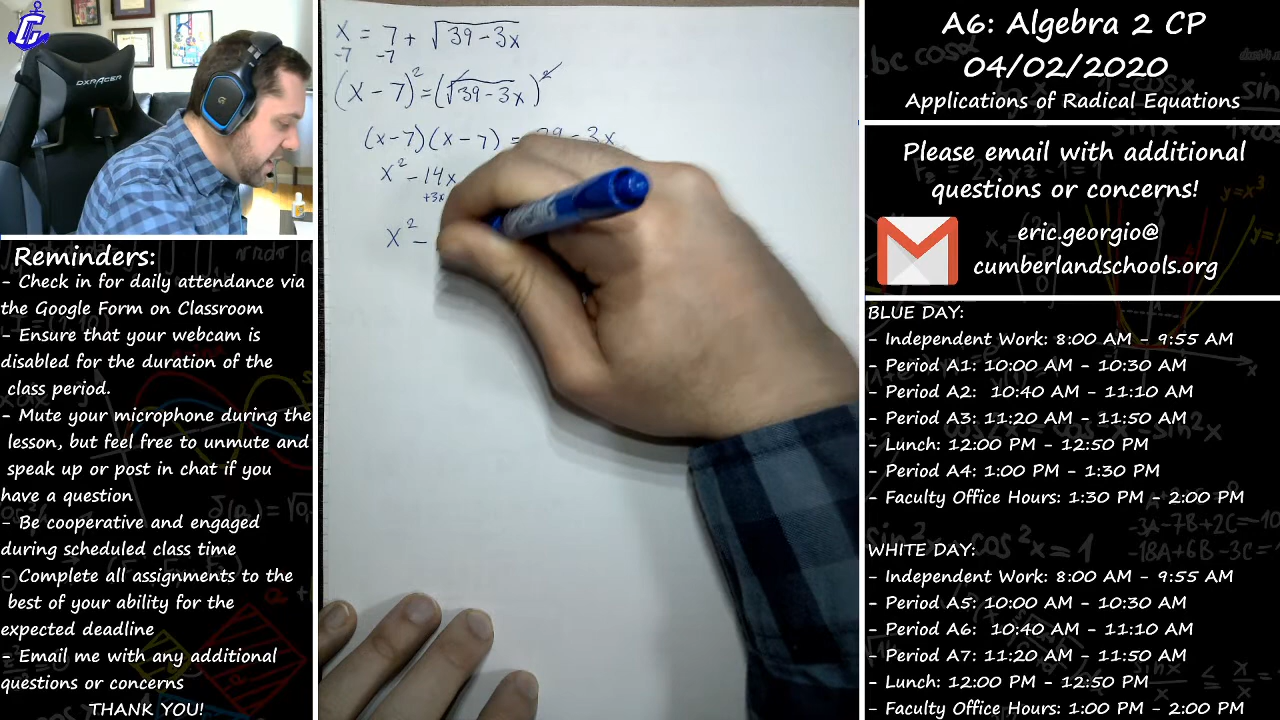 x = 7 + √39 - 3x
-7 -7
(x - 7)² = (√39 - 3x)²
(x - 7)(x - 7) = 39 - 3x
x² - 14x
+3x
x² -
DXRACER
Reminders:
- Check in for daily attendance via
the Google Form on Classroom
- Ensure that your webcam is
disabled for the duration of the
class period.
- Mute your microphone during the
lesson, but feel free to unmute and
speak up or post in chat if you
have a question
- Be cooperative and engaged
during scheduled class time
- Complete all assignments to the
best of your ability for the
expected deadline
- Email me with any additional
questions or concerns
THANK YOU!
A6: Algebra 2 CP
04/02/2020
Applications of Radical Equations
Please email with additional
questions or concerns!
eric.georgio@
cumberlandschools.org
BLUE DAY:
- Independent Work: 8:00 AM - 9:55 AM
- Period A1: 10:00 AM - 10:30 AM
- Period A2: 10:40 AM - 11:10 AM
- Period A3: 11:20 AM - 11:50 AM
- Lunch: 12:00 PM - 12:50 PM
- Period A4: 1:00 PM - 1:30 PM
- Faculty Office Hours: 1:30 PM - 2:00 PM
WHITE DAY:
- Independent Work: 8:00 AM - 9:55 AM
- Period A5: 10:00 AM - 10:30 AM
- Period A6: 10:40 AM - 11:10 AM
- Period A7: 11:20 AM - 11:50 AM
- Lunch: 12:00 PM - 12:50 PM
- Faculty Office Hours: 1:00 PM - 2:00 PM